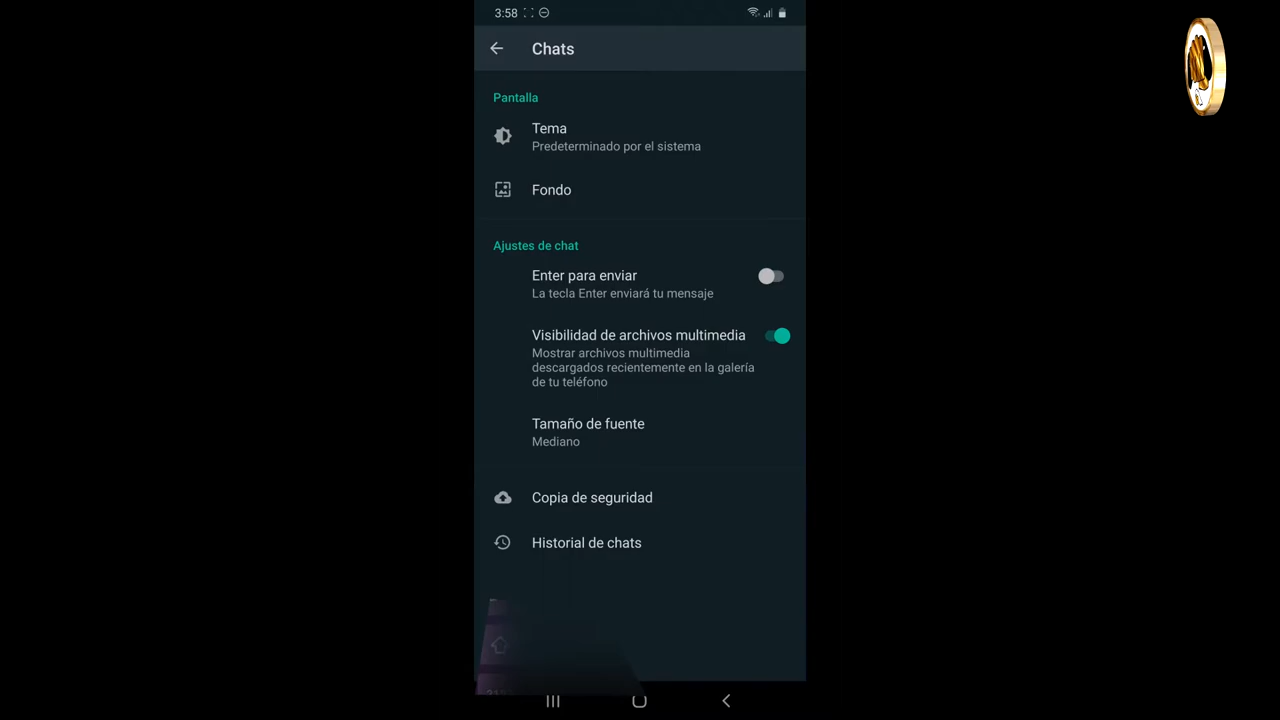 3:58
Chats
Pantalla
Tema
Predeterminado por el sistema
Fondo
Ajustes de chat
Enter para enviar
La tecla Enter enviará tu mensaje
Visibilidad de archivos multimedia
Mostrar archivos multimedia
descargados recientemente en la galería
de tu teléfono
Tamaño de fuente
Mediano
Copia de seguridad
Historial de chats